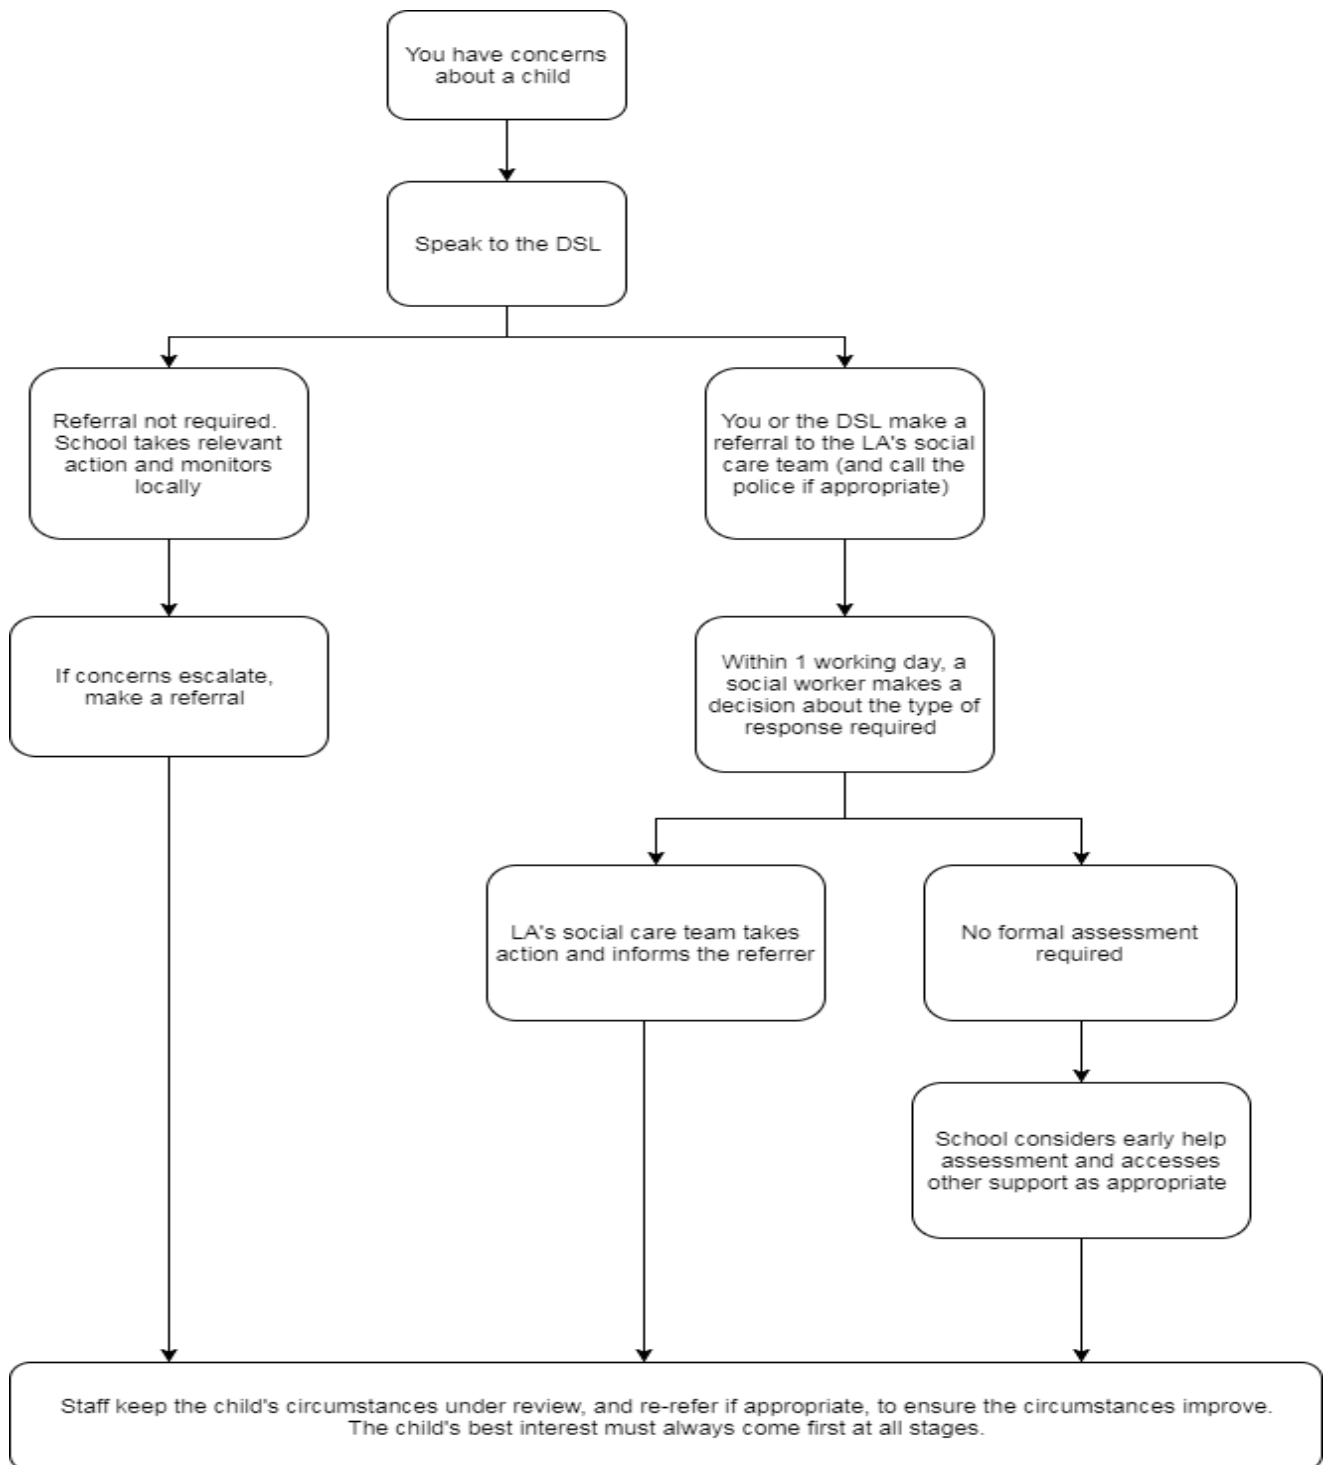 You have concerns
about a child
Speak to the DSL
Referral not required.
School takes relevant
action and monitors
locally
You or the DSL make a
referral to the LA's social
care team (and call the
police if appropriate)
If concerns escalate,
make a referral
Within 1 working day, a
social worker makes a
decision about the type of
response required
LA's social care team takes
action and informs the referrer
No formal assessment
required
School considers early help
assessment and accesses
other support as appropriate
Staff keep the child's circumstances under review, and re-refer if appropriate, to ensure the circumstances improve.
The child's best interest must always come first at all stages.